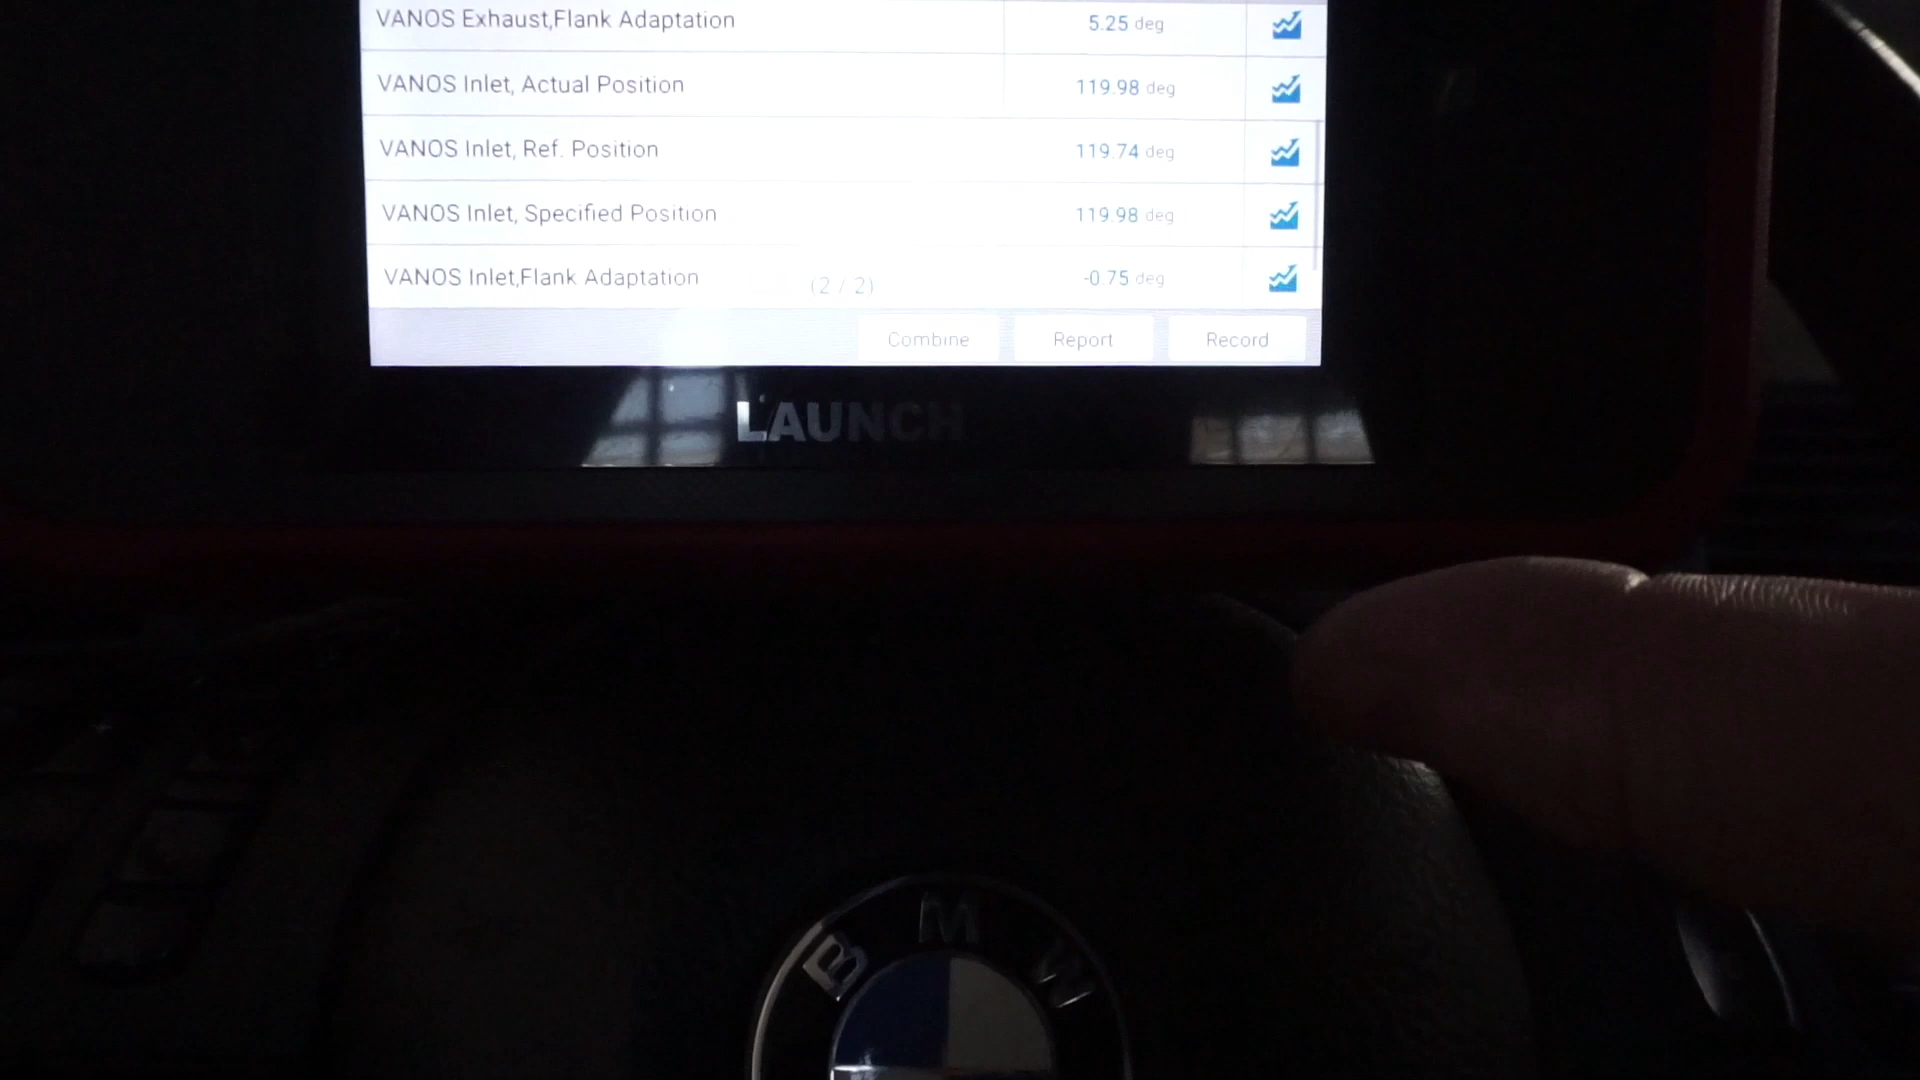 VANOS Exhaust,Flank Adaptation 5.25 deg
VANOS Inlet, Actual Position 119.98 deg
VANOS Inlet, Ref. Position 119.74 deg
VANOS Inlet, Specified Position 119.98 deg
VANOS Inlet,Flank Adaptation (2 / 2) -0.75 deg
Combine Report Record
LAUNCH
BMW